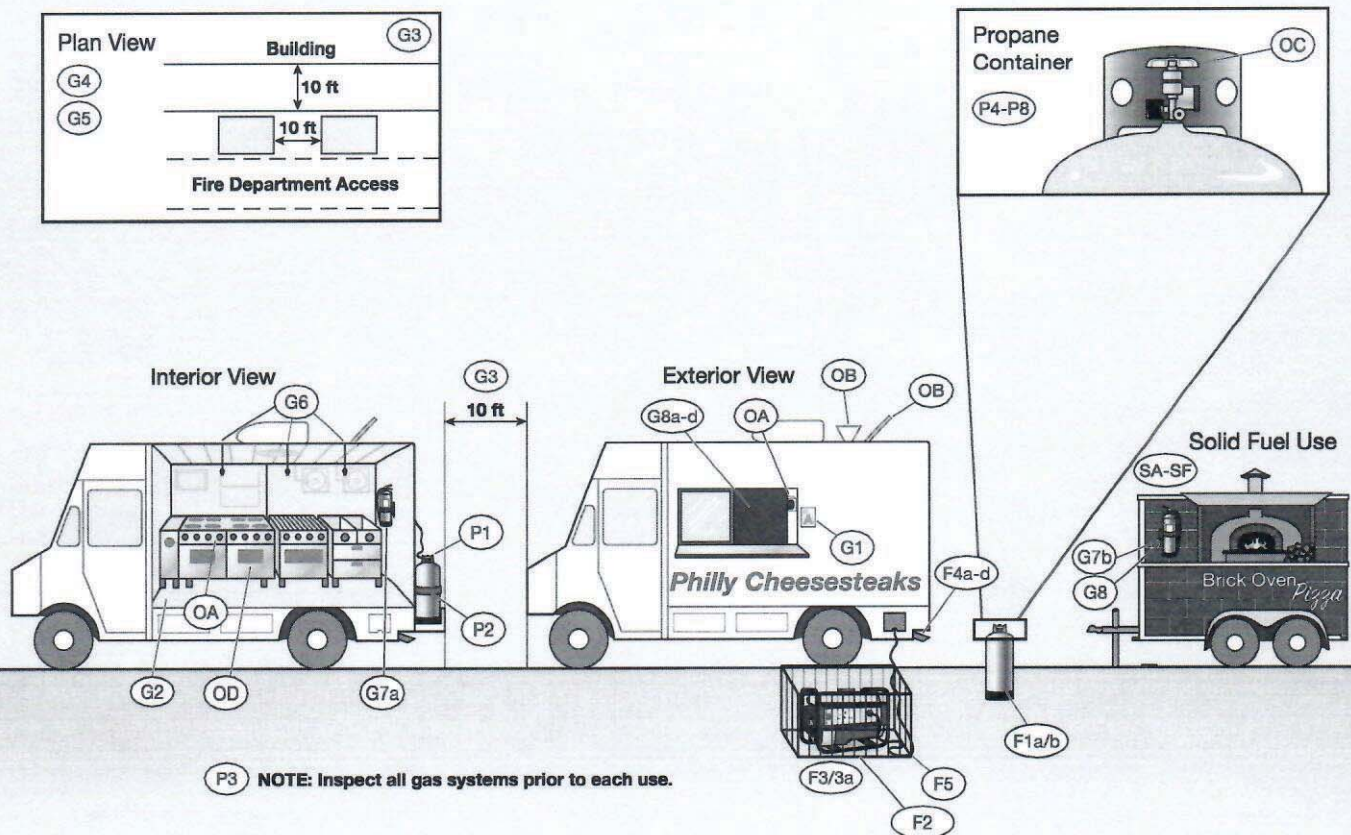 Plan View
G3
Building
G4
10 ft
G5
10 ft
Fire Department Access
Propane
Container
OC
P4-P8
Interior View
G6
G3
10 ft
Exterior View
OB
OB
G8a-d
OA
Solid Fuel Use
SA-SF
P1
G1
G7b
G8
Philly Cheesesteaks
F4a-d
Brick Oven
Pizza
OA
P2
G2
OD
G7a
F1a/b
F3/3a
F5
F2
P3 NOTE: Inspect all gas systems prior to each use.